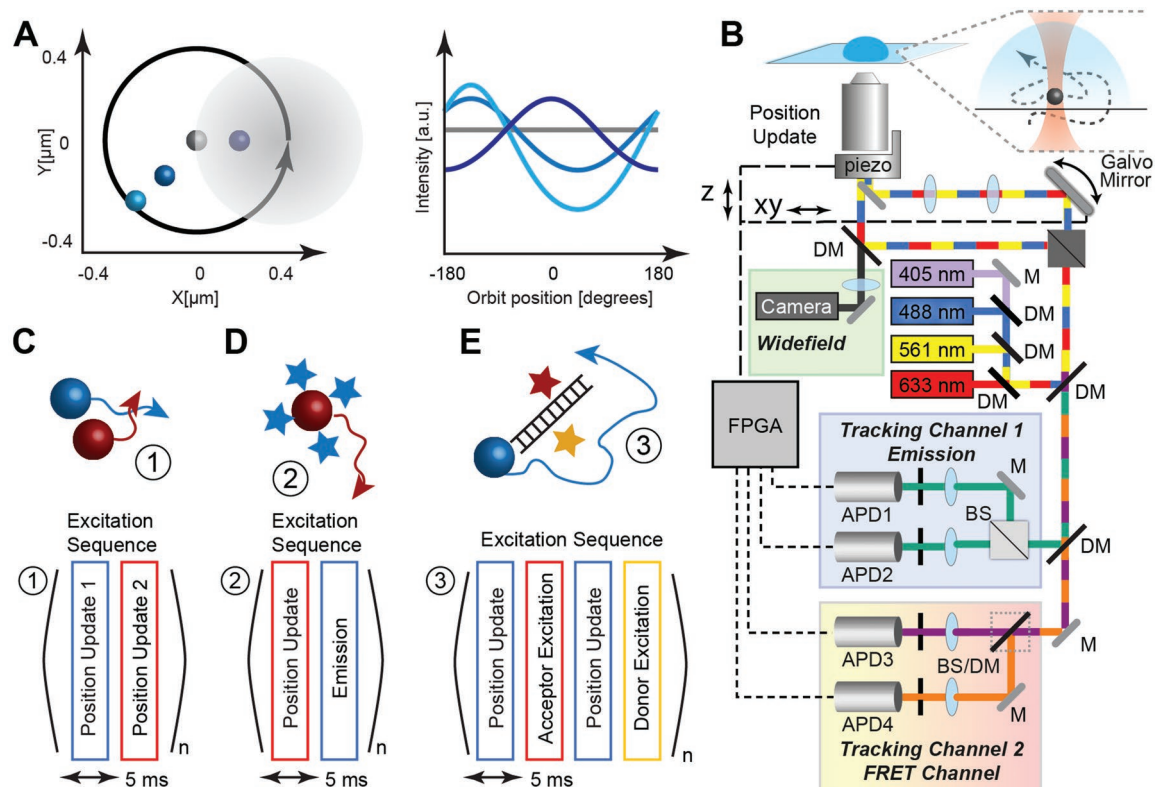 A
0.4
Y[µm]
0
-0.4
-0.4
0
0.4
X[µm]
Intensity [a.u.]
-180
-90
0
90
180
Orbit position [degrees]
B
Position
Update
piezo
Galvo
Mirror
z
xy
DM
405 nm
M
Camera
488 nm
DM
Widefield
561 nm
DM
633 nm
DM
DM
FPGA
Tracking Channel 1
Emission
M
APD1
BS
APD2
DM
APD3
BS/DM
M
APD4
M
Tracking Channel 2
FRET Channel
C
1
Excitation
Sequence
1
Position Update 1
Position Update 2
n
5 ms
D
2
Excitation
Sequence
2
Position Update
Emission
n
5 ms
E
3
Excitation Sequence
3
Position Update
Acceptor Excitation
Position Update
Donor Excitation
n
5 ms